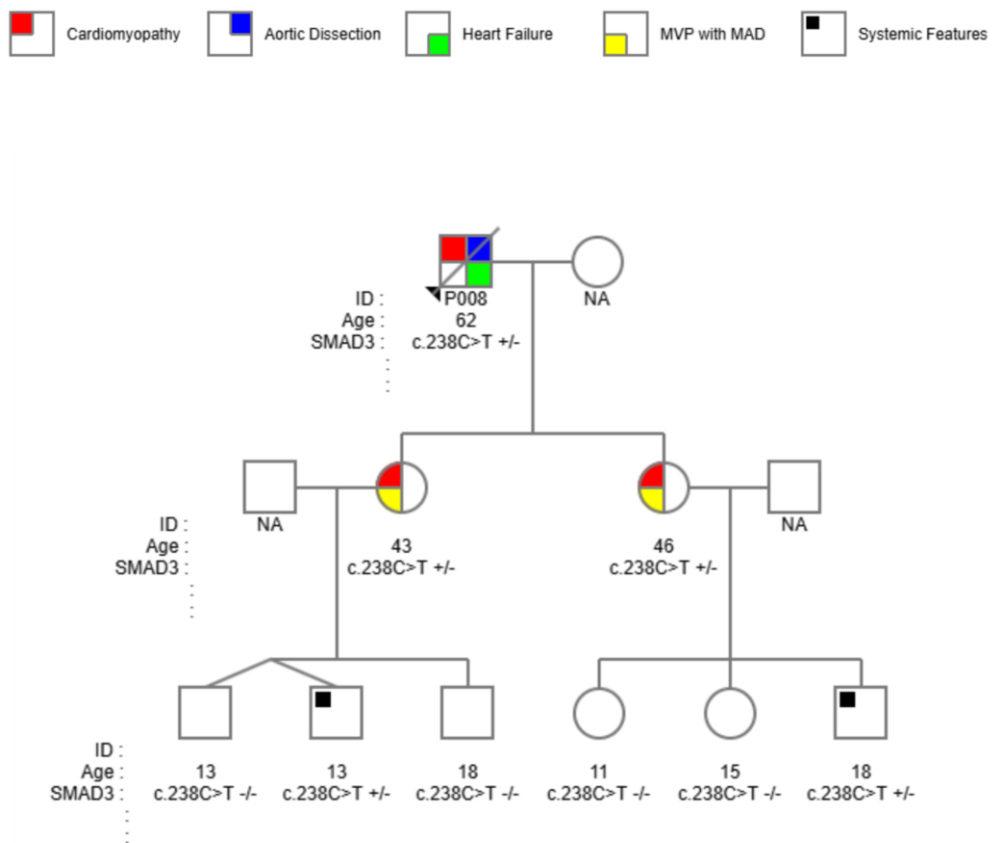 Cardiomyopathy Aortic Dissection Heart Failure MVP with MAD Systemic Features
ID : P008 NA
Age : 62
SMAD3 : c.238C>T +/-
:
:
ID : NA NA
Age : 43 46
SMAD3 : c.238C>T +/- c.238C>T +/-
:
:
ID :
Age : 13 13 18 11 15 18
SMAD3 : c.238C>T -/- c.238C>T +/- c.238C>T -/- c.238C>T -/- c.238C>T -/- c.238C>T +/-
:
: